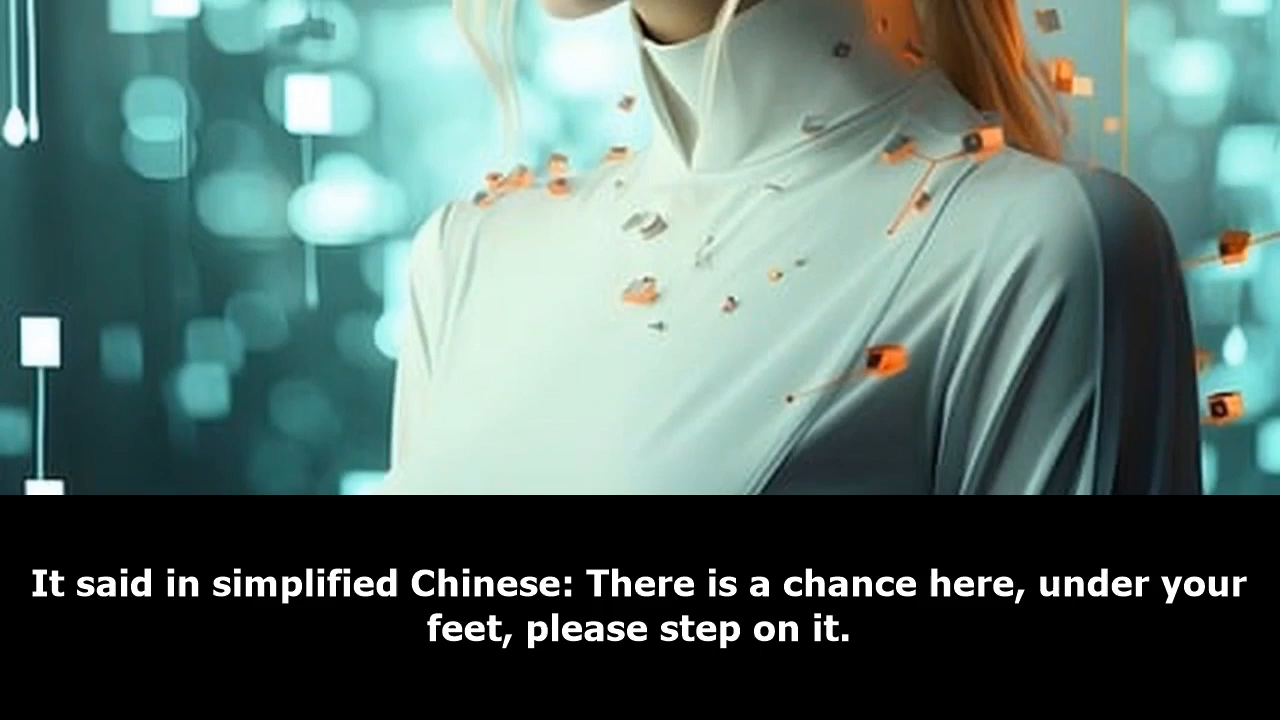 It said in simplified Chinese: There is a chance here, under your
feet, please step on it.